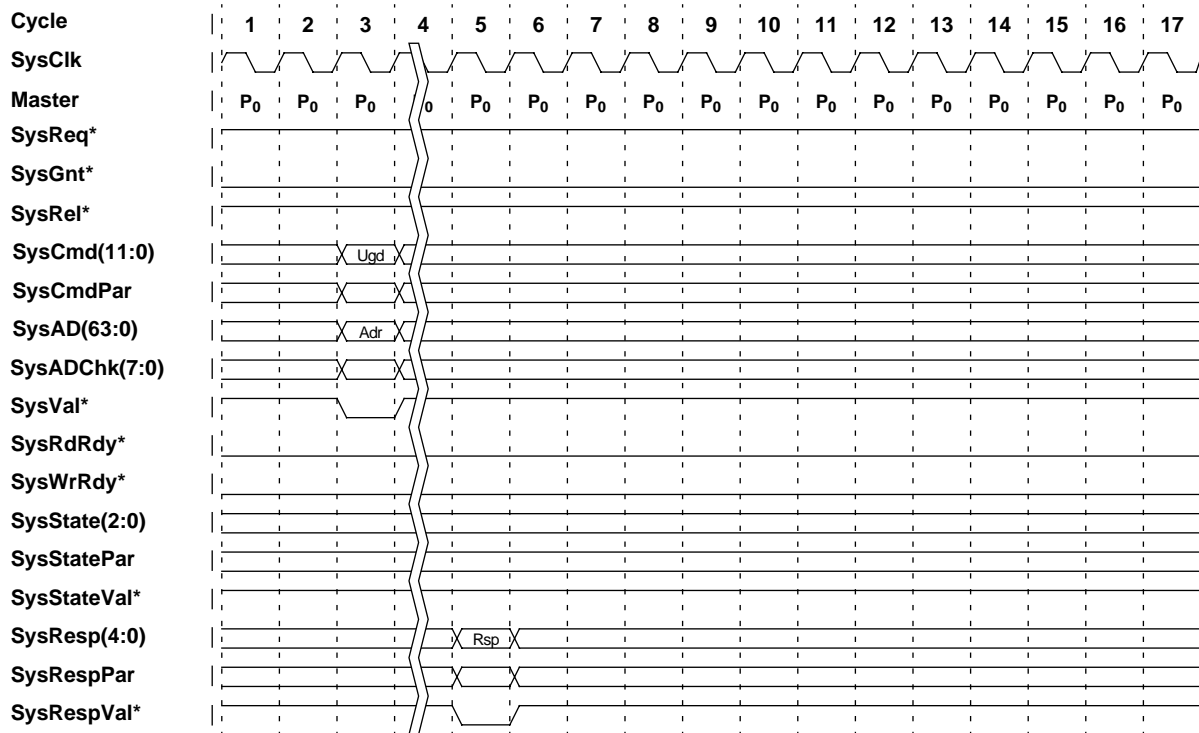 Cycle | 1 2 3 4 5 6 7 8 9 10 11 12 13 14 15 16 17
SysClk |
Master | P0 P0 P0 0 P0 P0 P0 P0 P0 P0 P0 P0 P0 P0 P0 P0 P0
SysReq* |
SysGnt* |
SysRel* |
SysCmd(11:0) | Ugd
SysCmdPar |
SysAD(63:0) | Adr
SysADChk(7:0) |
SysVal* |
SysRdRdy* |
SysWrRdy* |
SysState(2:0) |
SysStatePar |
SysStateVal* |
SysResp(4:0) | Rsp
SysRespPar |
SysRespVal* |